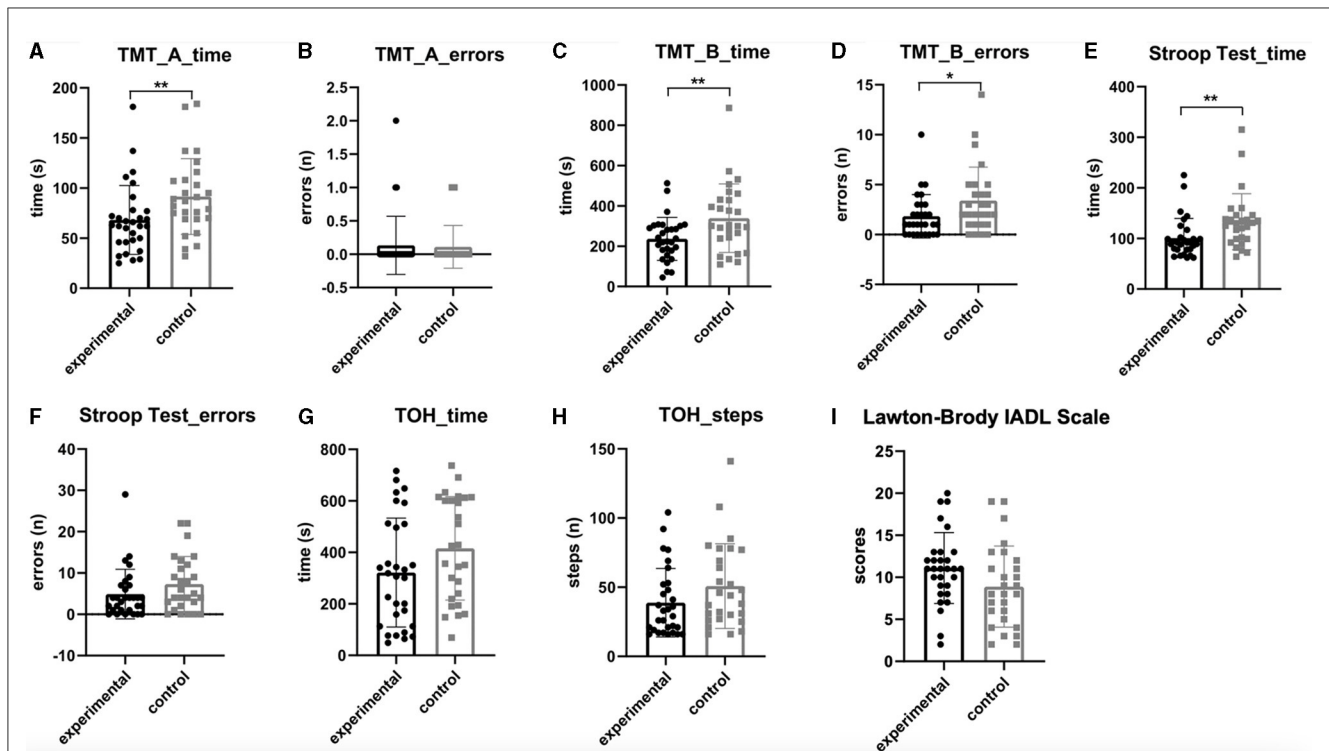 A TMT_A_time
**
200
150
100
50
0
time (s)
experimental
control
B TMT_A_errors
2.5
2.0
1.5
1.0
0.5
0.0
-0.5
errors (n)
experimental
control
C TMT_B_time
**
1000
800
600
400
200
0
time (s)
experimental
control
D TMT_B_errors
*
15
10
5
0
-5
errors (n)
experimental
control
E Stroop Test_time
**
400
300
200
100
0
time (s)
experimental
control
F Stroop Test_errors
40
30
20
10
0
-10
errors (n)
experimental
control
G TOH_time
800
600
400
200
0
time (s)
experimental
control
H TOH_steps
150
100
50
0
steps (n)
experimental
control
I Lawton-Brody IADL Scale
25
20
15
10
5
0
scores
experimental
control